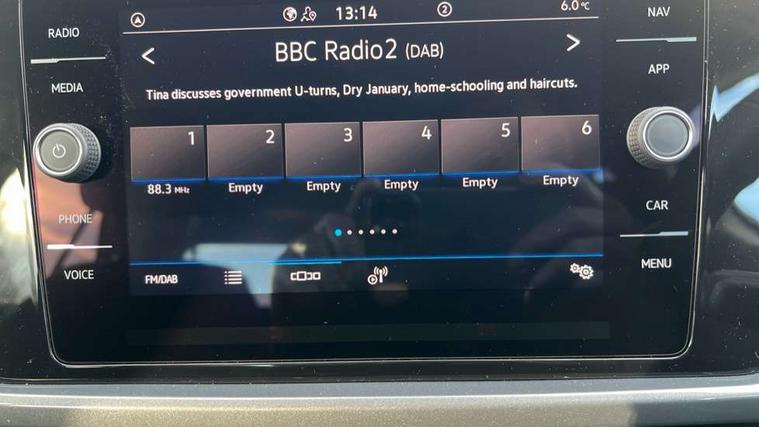 RADIO
MEDIA
PHONE
VOICE
13:14
2
6.0°C
BBC Radio2 (DAB)
Tina discusses government U-turns, Dry January, home-schooling and haircuts.
1 2 3 4 5 6
88.3 MHz Empty Empty Empty Empty Empty
FM/DAB
NAV
APP
CAR
MENU